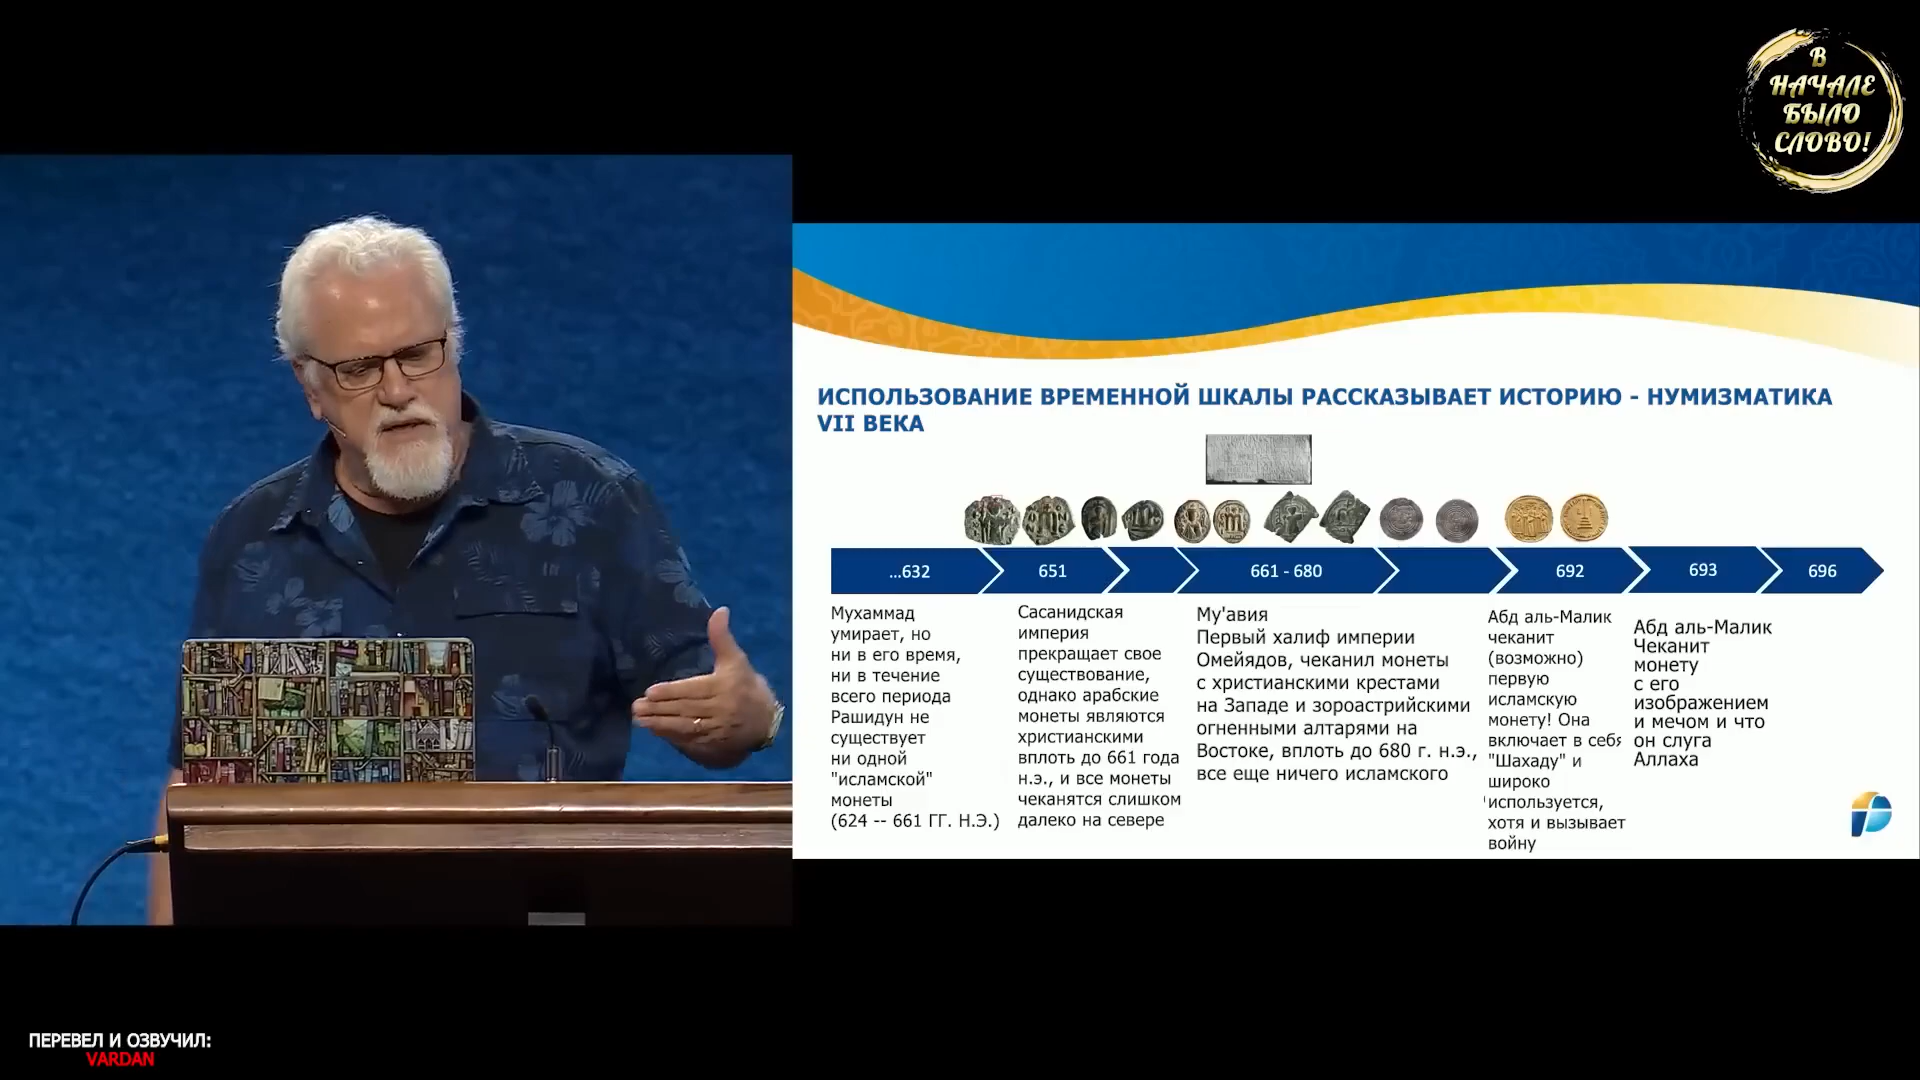 В
НАЧАЛЕ
БЫЛО
СЛОВО!
ИСПОЛЬЗОВАНИЕ ВРЕМЕННОЙ ШКАЛЫ РАССКАЗЫВАЕТ ИСТОРИЮ - НУМИЗМАТИКА
VII ВЕКА
...632
651
661 - 680
692
693
696
Мухаммад
умирает, но
ни в его время,
ни в течение
всего периода
Рашидун не
существует
ни одной
"исламской"
монеты
(624 -- 661 ГГ. Н.Э.)
Сасанидская
империя
прекращает свое
существование,
однако арабские
монеты являются
христианскими
вплоть до 661 года
н.э., и все монеты
чеканятся слишком
далеко на севере
Му'авия
Первый халиф империи
Омейядов, чеканил монеты
с христианскими крестами
на Западе и зороастрийскими
огненными алтарями на
Востоке, вплоть до 680 г. н.э.,
все еще ничего исламского
Абд аль-Малик
чеканит
(возможно)
первую
исламскую
монету! Она
включает в себя
"Шахаду" и
широко
используется,
хотя и вызывает
войну
Абд аль-Малик
Чеканит
монету
с его
изображением
и мечом и что
он слуга
Аллаха
ПЕРЕВЕЛ И ОЗВУЧИЛ:
VARDAN